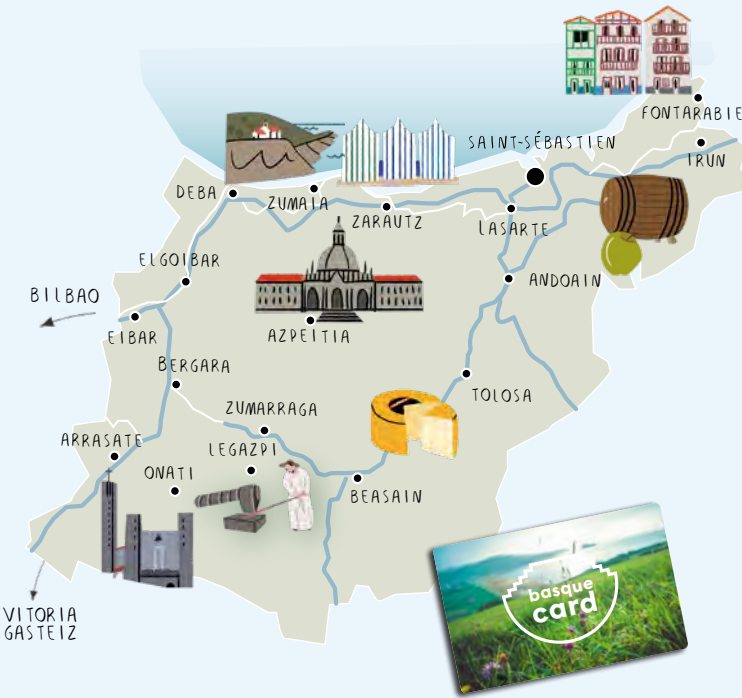 FONTARABIE
SAINT-SÉBASTIEN
IRUN
DEBA
ZUMAIA
ZARAUTZ
LASARTE
ELGOIBAR
ANDOAIN
BILBAO
EIBAR
AZPEITIA
BERGARA
TOLOSA
ZUMARRAGA
ARRASATE
LEGAZPI
ONATI
BEASAIN
basque
card
VITORIA
GASTEIZ